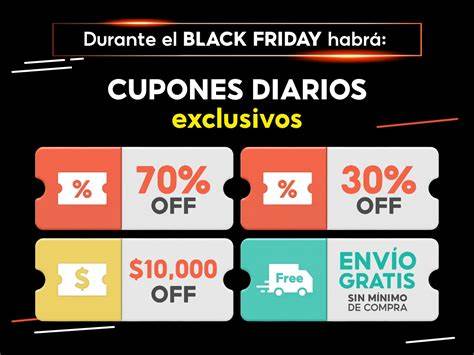 Durante el BLACK FRIDAY habrá:
CUPONES DIARIOS
exclusivos
%
70%
OFF
%
30%
OFF
$
$10,000
OFF
Free
ENVÍO
GRATIS
SIN MÍNIMO
DE COMPRA